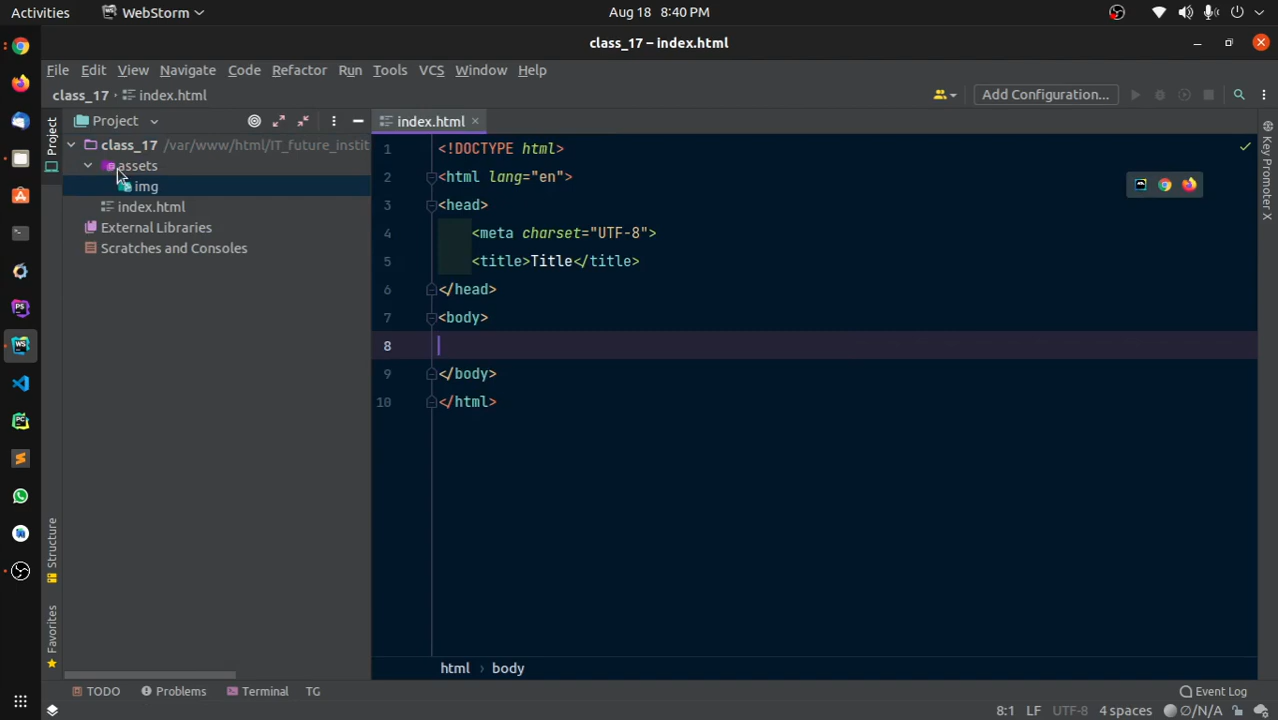 Activities
WebStorm
Aug 18 8:40 PM
class_17 – index.html
File Edit View Navigate Code Refactor Run Tools VCS Window Help
class_17 › index.html
Add Configuration...
Project
Project
index.html
class_17 /var/www/html/IT_future_instit
assets
img
index.html
External Libraries
Scratches and Consoles
1 <!DOCTYPE html>
2 <html lang="en">
3 <head>
4 <meta charset="UTF-8">
5 <title>Title</title>
6 </head>
7 <body>
8
9 </body>
10 </html>
Key Promoter X
Structure
Favorites
html › body
TODO Problems Terminal TG
Event Log
8:1 LF UTF-8 4 spaces ∅/N/A